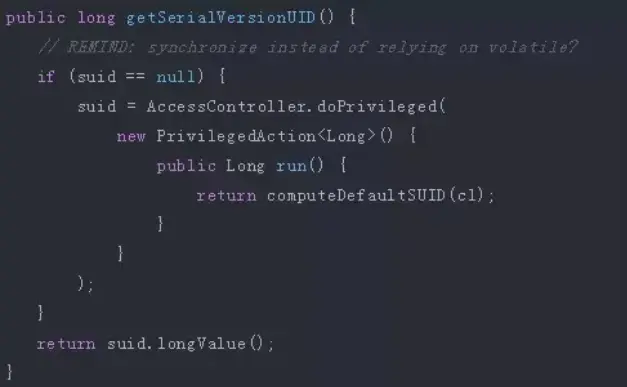 public long getSerialVersionUID() {
    // REMIND: synchronize instead of relying on volatile?
    if (suid == null) {
        suid = AccessController.doPrivileged(
            new PrivilegedAction<Long>() {
                public Long run() {
                    return computeDefaultSUID(cl);
                }
            }
        );
    }
    return suid.longValue();
}